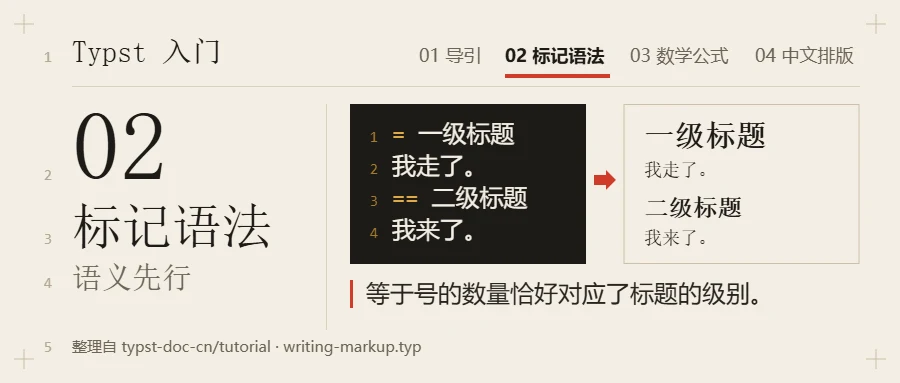 1 Typst 入门
01 导引 02 标记语法 03 数学公式 04 中文排版
2 02
3 标记语法
4 语义先行
1 = 一级标题
2 我走了。
3 == 二级标题
4 我来了。
一级标题
我走了。
二级标题
我来了。
等于号的数量恰好对应了标题的级别。
5 整理自 typst-doc-cn/tutorial · writing-markup.typ